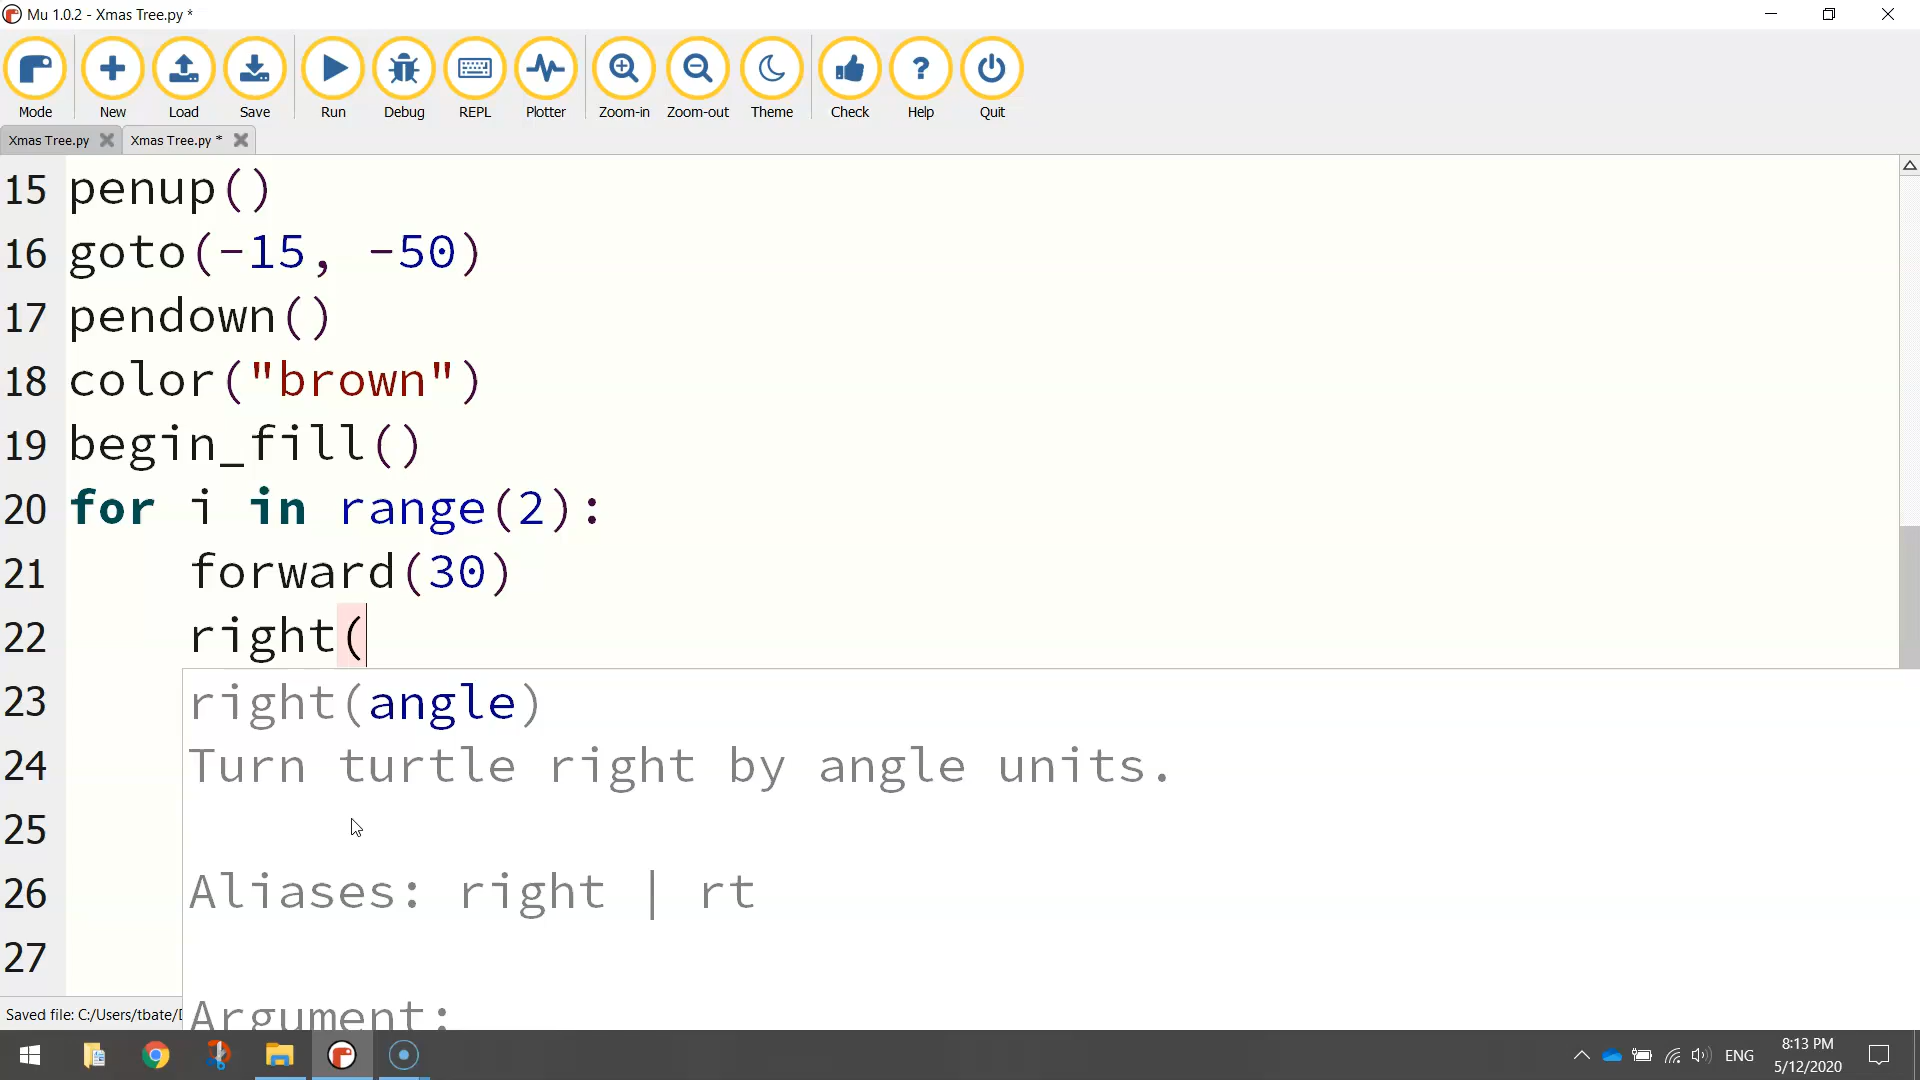 Mu 1.0.2 - Xmas Tree.py *
Mode New Load Save Run Debug REPL Plotter Zoom-in Zoom-out Theme Check Help Quit
Xmas Tree.py Xmas Tree.py *
15 penup()
16 goto(-15, -50)
17 pendown()
18 color("brown")
19 begin_fill()
20 for i in range(2):
21 forward(30)
22 right(
23 right(angle)
24 Turn turtle right by angle units.
25
26 Aliases: right | rt
27
Argument:
Saved file: C:/Users/tbate/
ENG
8:13 PM
5/12/2020